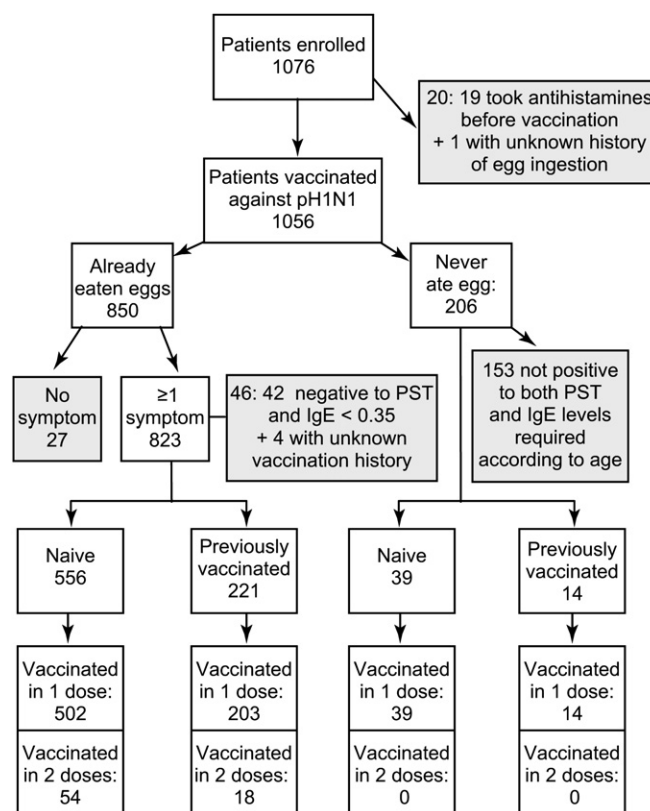 Patients enrolled
1076
20: 19 took antihistamines
before vaccination
+ 1 with unknown history
of egg ingestion
Patients vaccinated
against pH1N1
1056
Already
eaten eggs
850
Never
ate egg:
206
No
symptom
27
≥1
symptom
823
46: 42 negative to PST
and IgE < 0.35
+ 4 with unknown
vaccination history
153 not positive
to both PST
and IgE levels
required
according to age
Naive
556
Previously
vaccinated
221
Naive
39
Previously
vaccinated
14
Vaccinated
in 1 dose:
502
Vaccinated
in 1 dose:
203
Vaccinated
in 1 dose:
39
Vaccinated
in 1 dose:
14
Vaccinated
in 2 doses:
54
Vaccinated
in 2 doses:
18
Vaccinated
in 2 doses:
0
Vaccinated
in 2 doses:
0